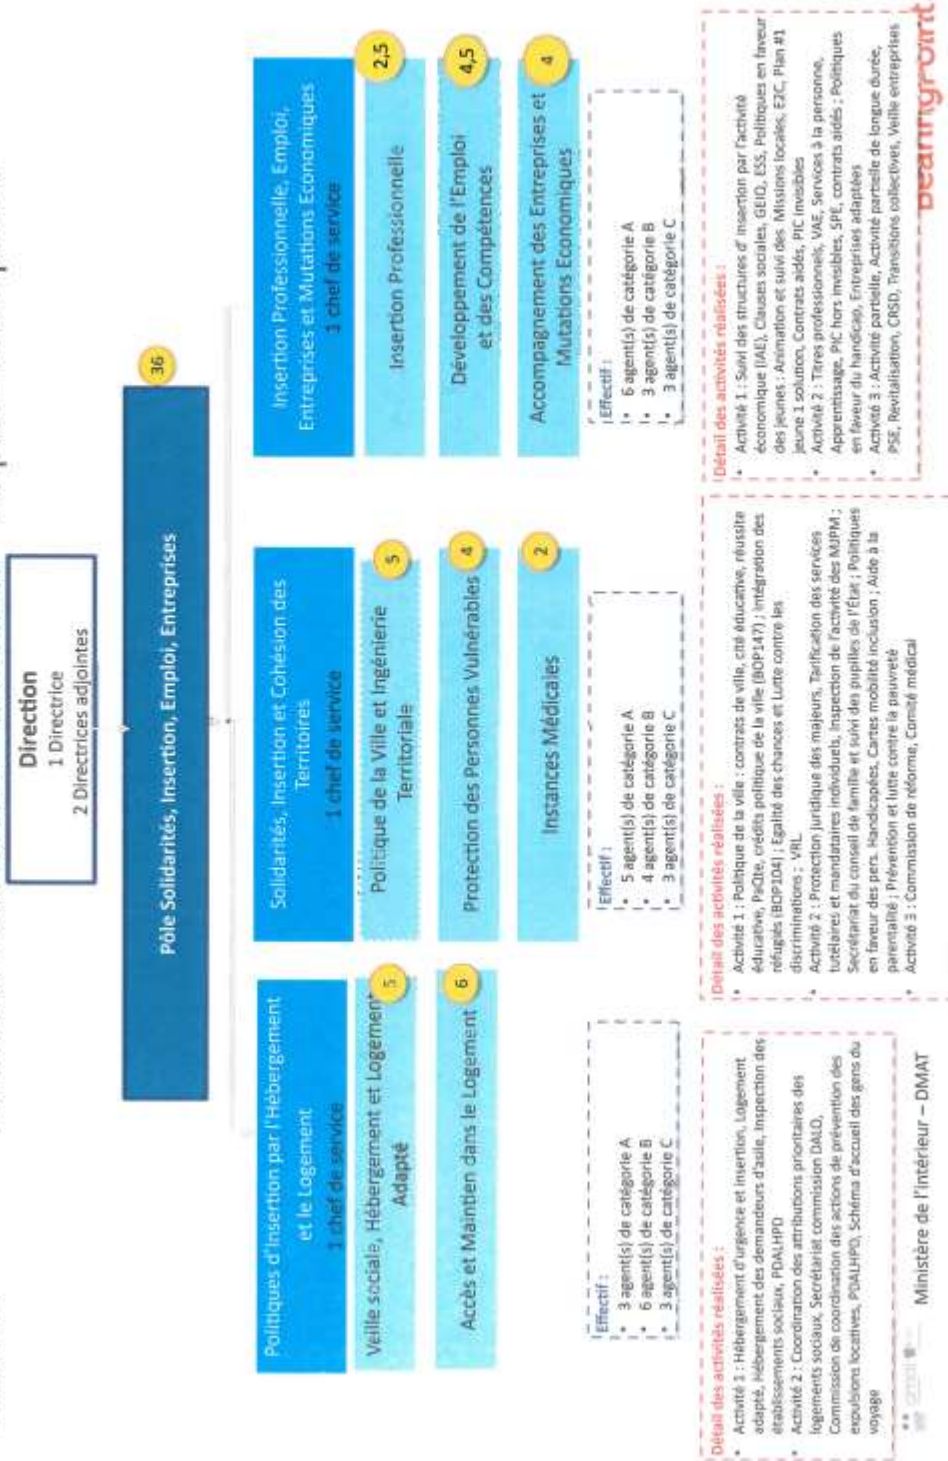 Direction
1 Directrice
2 Directrices adjointes
Pôle Solidarités, Insertion, Emploi, Entreprises
36
Politiques d'Insertion par l'Hébergement
et le Logement
1 chef de service
Veille sociale, Hébergement et Logement
Adapté
5
Accès et Maintien dans le Logement
6
Effectif :
• 3 agent(s) de catégorie A
• 6 agent(s) de catégorie B
• 3 agent(s) de catégorie C
Détail des activités réalisées :
• Activité 1 : Hébergement d'urgence et insertion, Logement
adapté, Hébergement des demandeurs d'asile, Inspection des
établissements sociaux, PDALHPD
• Activité 2 : Coordination des attributions prioritaires des
logements sociaux, Secrétariat commission DALO,
Commission de coordination des actions de prévention des
expulsions locatives, PDALHPD, Schéma d'accueil des gens du
voyage
Solidarités, Insertion et Cohésion des
Territoires
1 chef de service
Politique de la Ville et Ingénierie
Territoriale
5
Protection des Personnes Vulnérables
4
Instances Médicales
2
Effectif :
• 5 agent(s) de catégorie A
• 4 agent(s) de catégorie B
• 3 agent(s) de catégorie C
Détail des activités réalisées :
• Activité 1 : Politique de la ville : contrats de ville, cité éducative, réussite
éducative, PaQte, crédits politique de la ville (BOP147) ; intégration des
réfugiés (BOP104) ; Egalité des chances et Lutte contre les
discriminations ; VRL
• Activité 2 : Protection juridique des majeurs, Tarification des services
tutélaires et mandataires individuels, Inspection de l'activité des MJPM ;
Secrétariat du conseil de famille et suivi des pupilles de l'État ; Politiques
en faveur des pers. Handicapées, Cartes mobilité inclusion ; Aide à la
parentalité ; Prévention et lutte contre la pauvreté
• Activité 3 : Commission de réforme, Comité médical
Insertion Professionnelle, Emploi,
Entreprises et Mutations Economiques
1 chef de service
Insertion Professionnelle
2,5
Développement de l'Emploi
et des Compétences
4,5
Accompagnement des Entreprises et
Mutations Economiques
4
Effectif :
• 6 agent(s) de catégorie A
• 3 agent(s) de catégorie B
• 3 agent(s) de catégorie C
Détail des activités réalisées :
• Activité 1 : Suivi des structures d' insertion par l'activité
économique (IAE), Clauses sociales, GEIQ, ESS, Politiques en faveur
des jeunes : Animation et suivi des Missions locales, E2C, Plan #1
jeune 1 solution, Contrats aidés, PIC invisibles
• Activité 2 : Titres professionnels, VAE, Services à la personne,
Apprentissage, PIC hors invisibles, SPE, contrats aidés ; Politiques
en faveur du handicap, Entreprises adaptées
• Activité 3 : Activité partielle, Activité partielle de longue durée,
PSE, Revitalisation, CRSD, Transitions collectives, Veille entreprises
Ministère de l'intérieur – DMAT